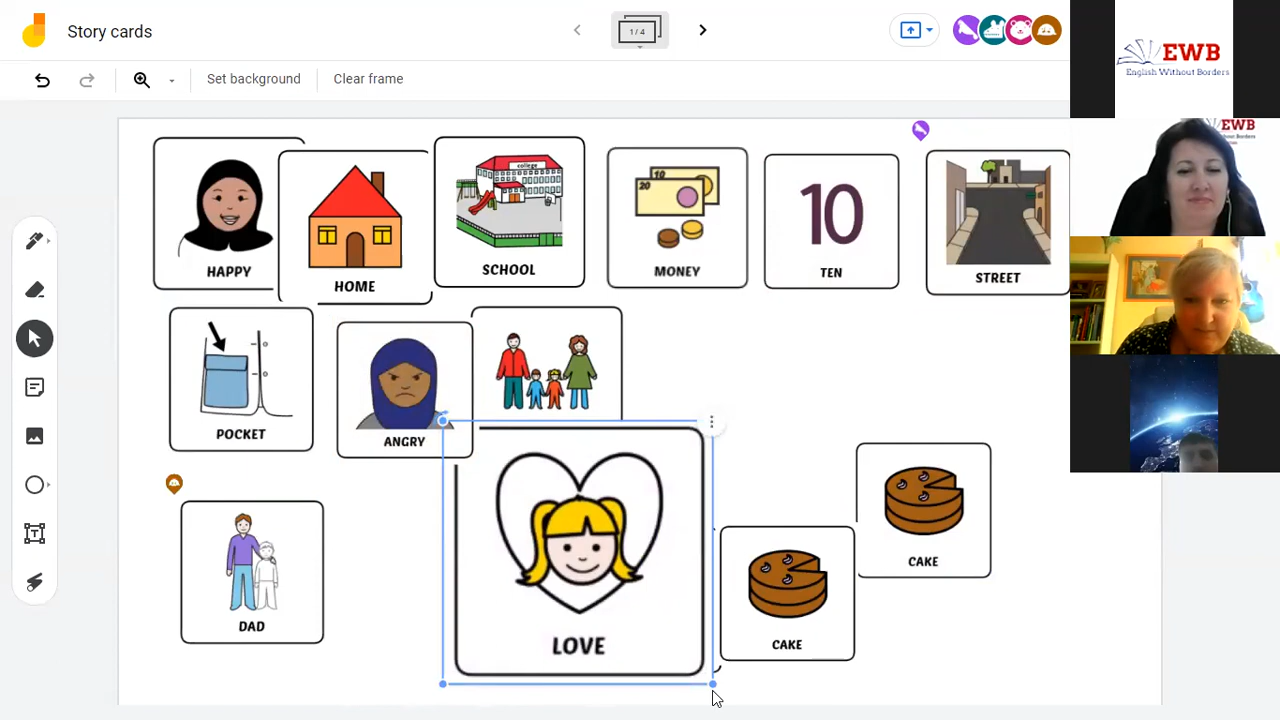 Story cards
1 / 4
Set background
Clear frame
EWB
English Without Borders
EWB
HAPPY
HOME
college
SCHOOL
10
20
MONEY
10
TEN
STREET
POCKET
ANGRY
LOVE
CAKE
CAKE
DAD